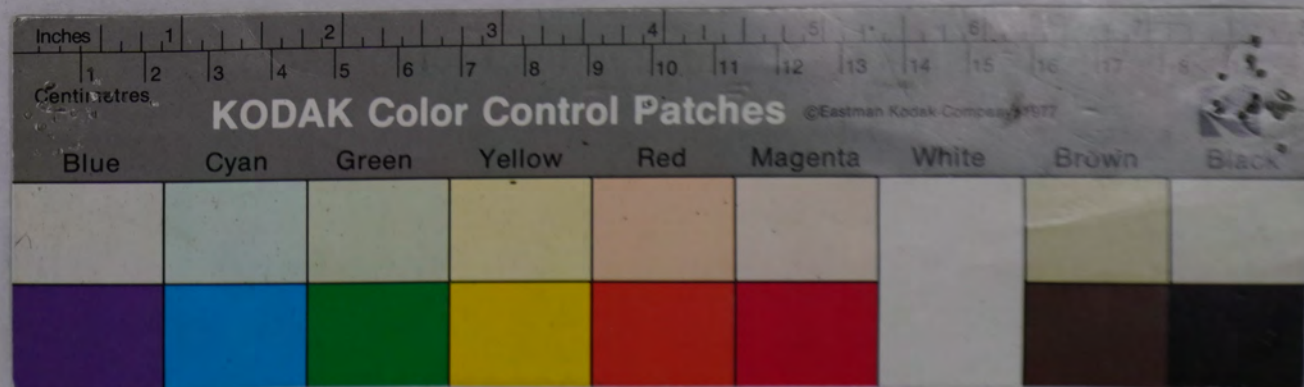 Inches 1 2 3 4 5 6
1 2 3 4 5 6 7 8 9 10 11 12 13 14 15 16 17 8
Centimetres
KODAK Color Control Patches ©Eastman Kodak Company, 1977
Blue Cyan Green Yellow Red Magenta White Brown Black